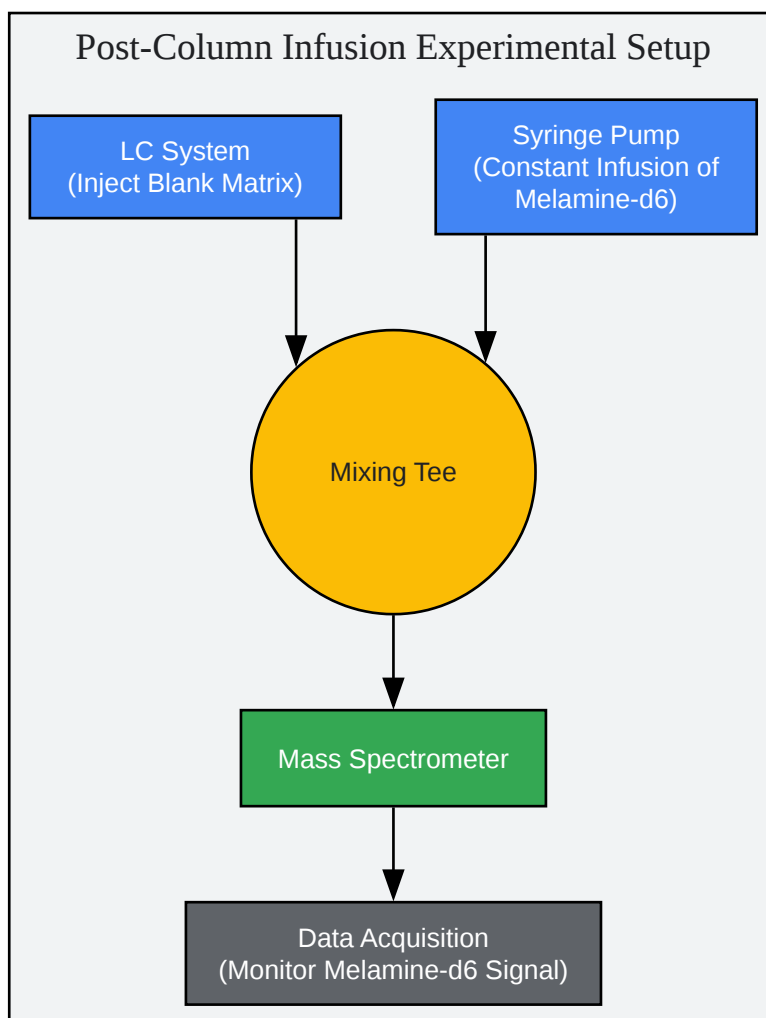 Post-Column Infusion Experimental Setup
LC System
(Inject Blank Matrix)
Syringe Pump
(Constant Infusion of
Melamine-d6)
Mixing Tee
Mass Spectrometer
Data Acquisition
(Monitor Melamine-d6 Signal)